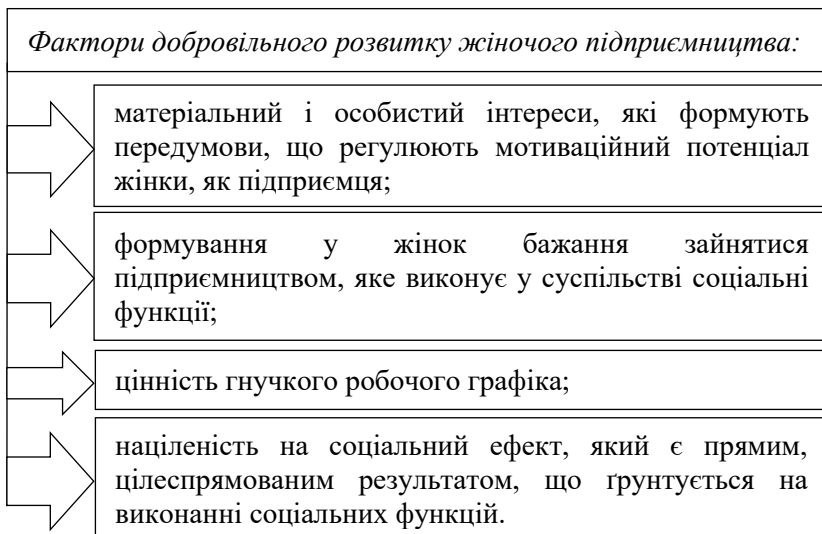 Фактори добровільного розвитку жіночого підприємництва:
матеріальний і особистий інтереси, які формують
передумови, що регулюють мотиваційний потенціал
жінки, як підприємця;
формування у жінок бажання зайнятися
підприємництвом, яке виконує у суспільстві соціальні
функції;
цінність гнучкого робочого графіка;
націленість на соціальний ефект, який є прямим,
цілеспрямованим результатом, що ґрунтується на
виконанні соціальних функцій.